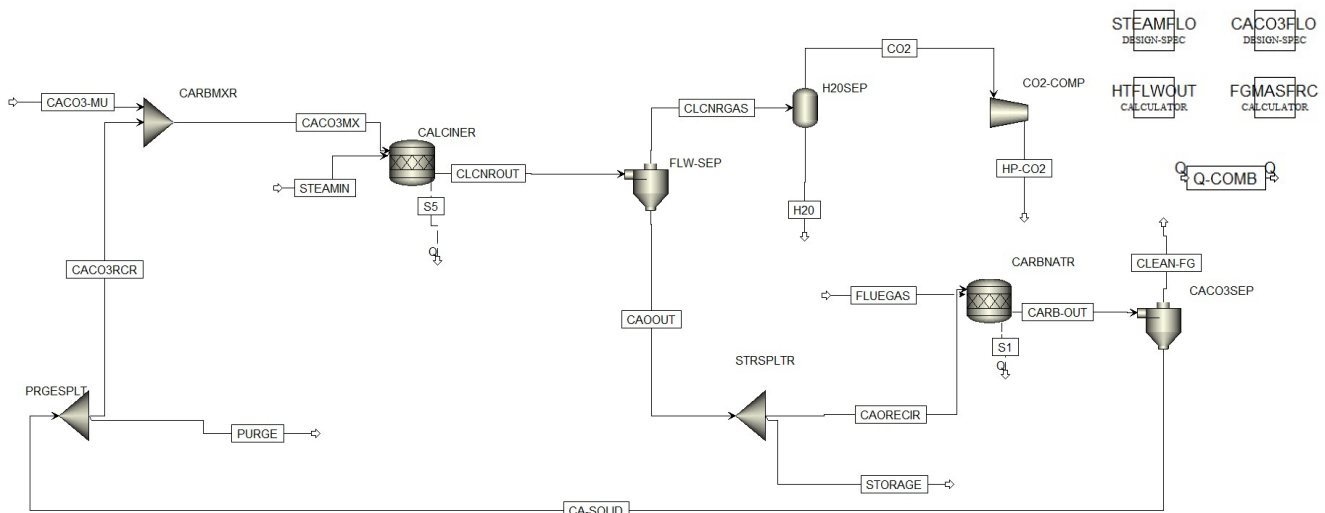 STEAMFLO
DESIGN-SPEC
CACO3FLO
DESIGN-SPEC
HTFLWOUT
CALCULATOR
FGMASFRC
CALCULATOR
Q
Q-COMB
Q
CACO3-MU
CARBMXR
CACO3MX
STEAMIN
CALCINER
S5
Q
CLCNROUT
FLW-SEP
CLCNRGAS
H20SEP
CO2
CO2-COMP
HP-CO2
H20
CACO3RCR
CAOOUT
FLUEGAS
CARBNATR
S1
Q
CARB-OUT
CLEAN-FG
CACO3SEP
STRSPLTR
CAORECIR
STORAGE
PRGESPLT
PURGE
CA-SOLID